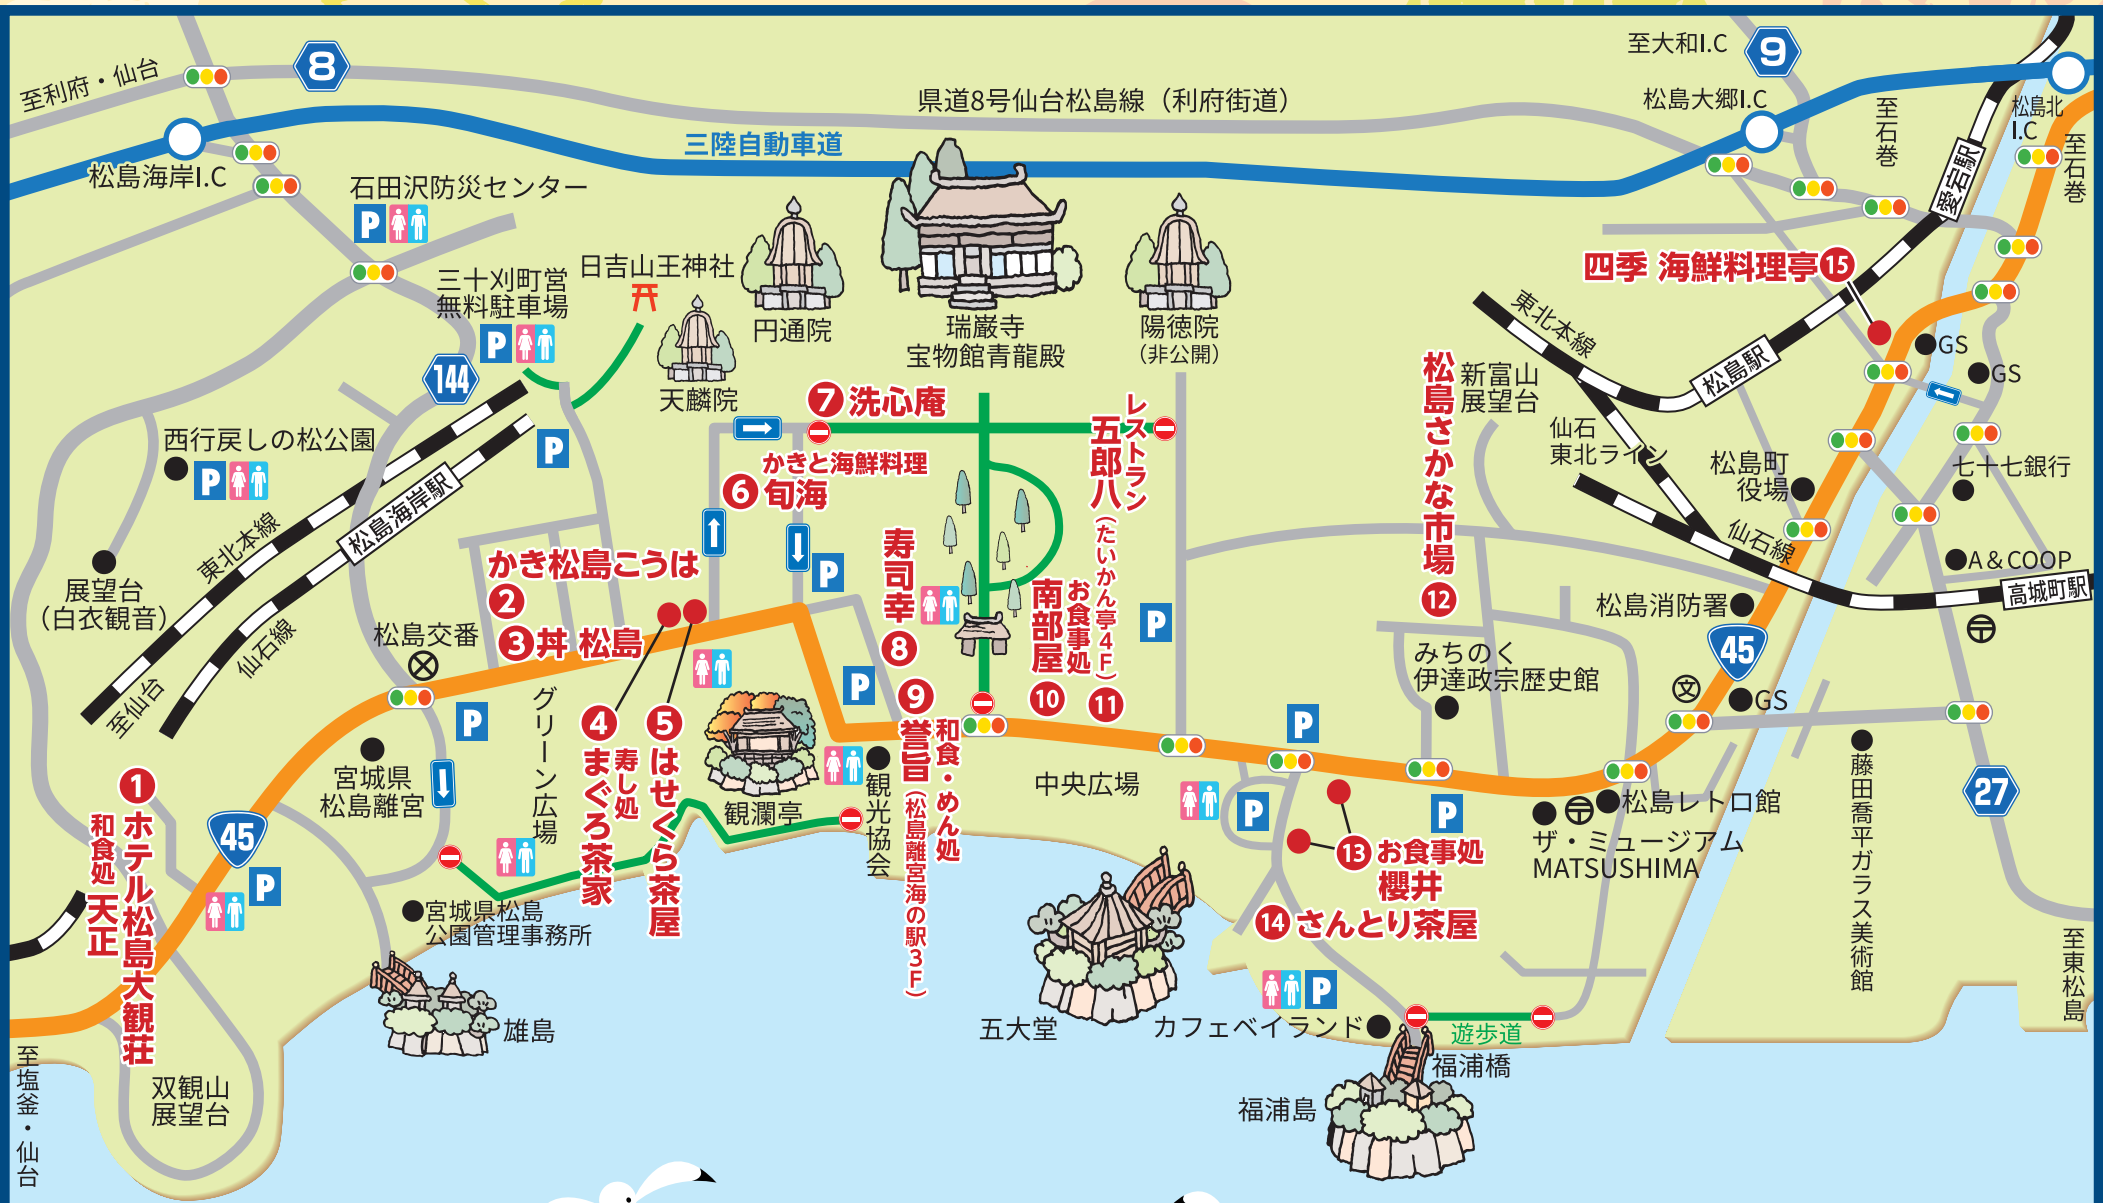 至利府・仙台
8
県道8号仙台松島線（利府街道）
至大和I.C
9
松島大郷I.C
至石巻
松島北
I.C
至石巻
三陸自動車道
松島海岸I.C
愛宕駅
石田沢防災センター
P
三十刈町営
無料駐車場
P
日吉山王神社
円通院
瑞巌寺
宝物館青龍殿
陽徳院
（非公開）
天麟院
四季 海鮮料理亭 15
東北本線
松島駅
GS
GS
144
7 洗心庵
レストラン
五郎八
（たいかん亭4F）
11
松島さかな市場
12
新富山
展望台
仙石
東北ライン
松島町
役場
七十七銀行
西行戻しの松公園
P
P
かきと海鮮料理
6 旬海
松島海岸駅
東北本線
仙石線
至仙台
展望台
（白衣観音）
かき松島こうは
2
3 丼 松島
P
寿司幸
8
お食事処
南部屋
10
P
仙石線
A＆COOP
高城町駅
〒
松島消防署
45
松島交番
みちのく
伊達政宗歴史館
文
GS
P
グリーン広場
4
寿し処
まぐろ茶家
5
はせくら茶屋
P
9
和食・めん処
誉旨
（松島離宮海の駅3F）
観光協会
観瀾亭
中央広場
P
P
P
宮城県
松島離宮
1
ホテル松島大観荘
和食処 天正
45
P
宮城県松島
公園管理事務所
13 お食事処
櫻井
14 さんとり茶屋
〒
松島レトロ館
ザ・ミュージアム
MATSUSHIMA
藤田喬平ガラス美術館
27
至東松島
雄島
五大堂
P
カフェベイランド
遊歩道
福浦橋
福浦島
双観山
展望台
至塩釜・仙台